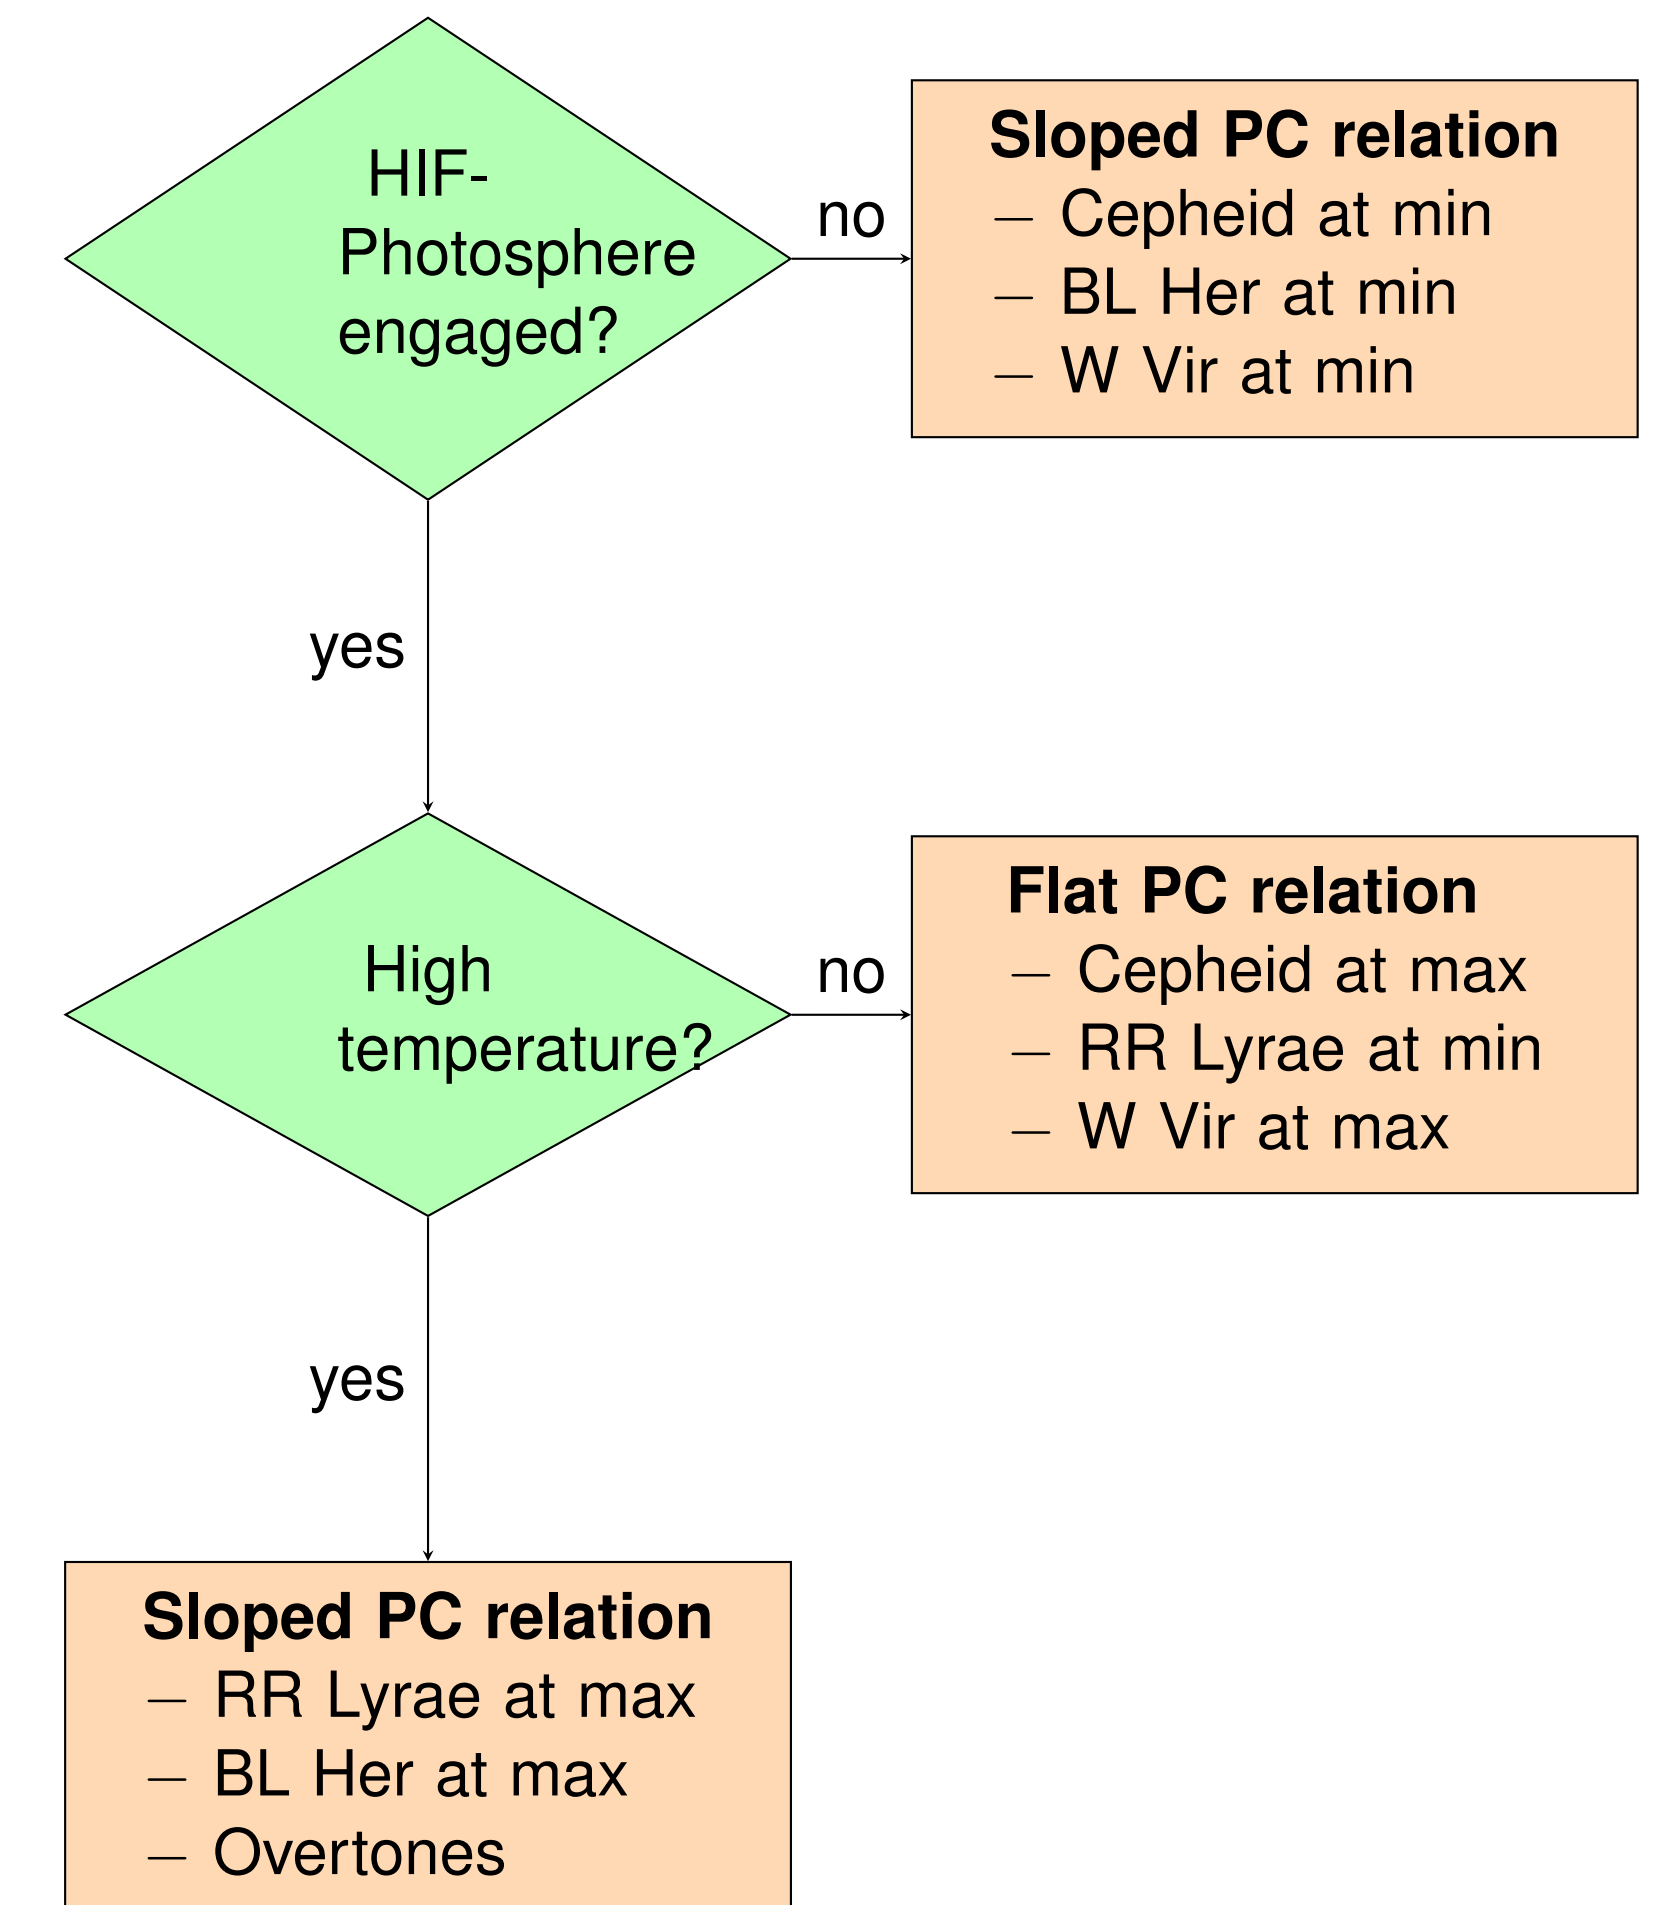 HIF-
Photosphere
engaged?
no
Sloped PC relation
— Cepheid at min
— BL Her at min
— W Vir at min
yes
High
temperature?
no
Flat PC relation
— Cepheid at max
— RR Lyrae at min
— W Vir at max
yes
Sloped PC relation
— RR Lyrae at max
— BL Her at max
— Overtones